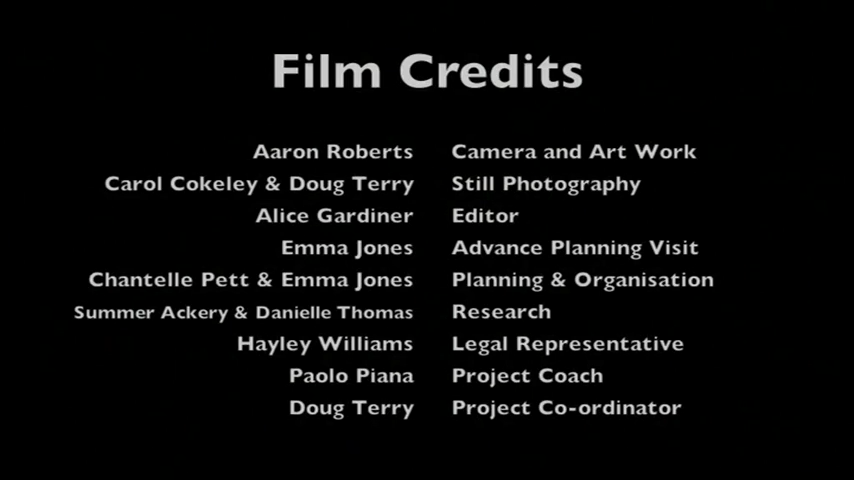 Film Credits
Aaron Roberts Camera and Art Work
Carol Cokeley & Doug Terry Still Photography
Alice Gardiner Editor
Emma Jones Advance Planning Visit
Chantelle Pett & Emma Jones Planning & Organisation
Summer Ackery & Danielle Thomas Research
Hayley Williams Legal Representative
Paolo Piana Project Coach
Doug Terry Project Co-ordinator